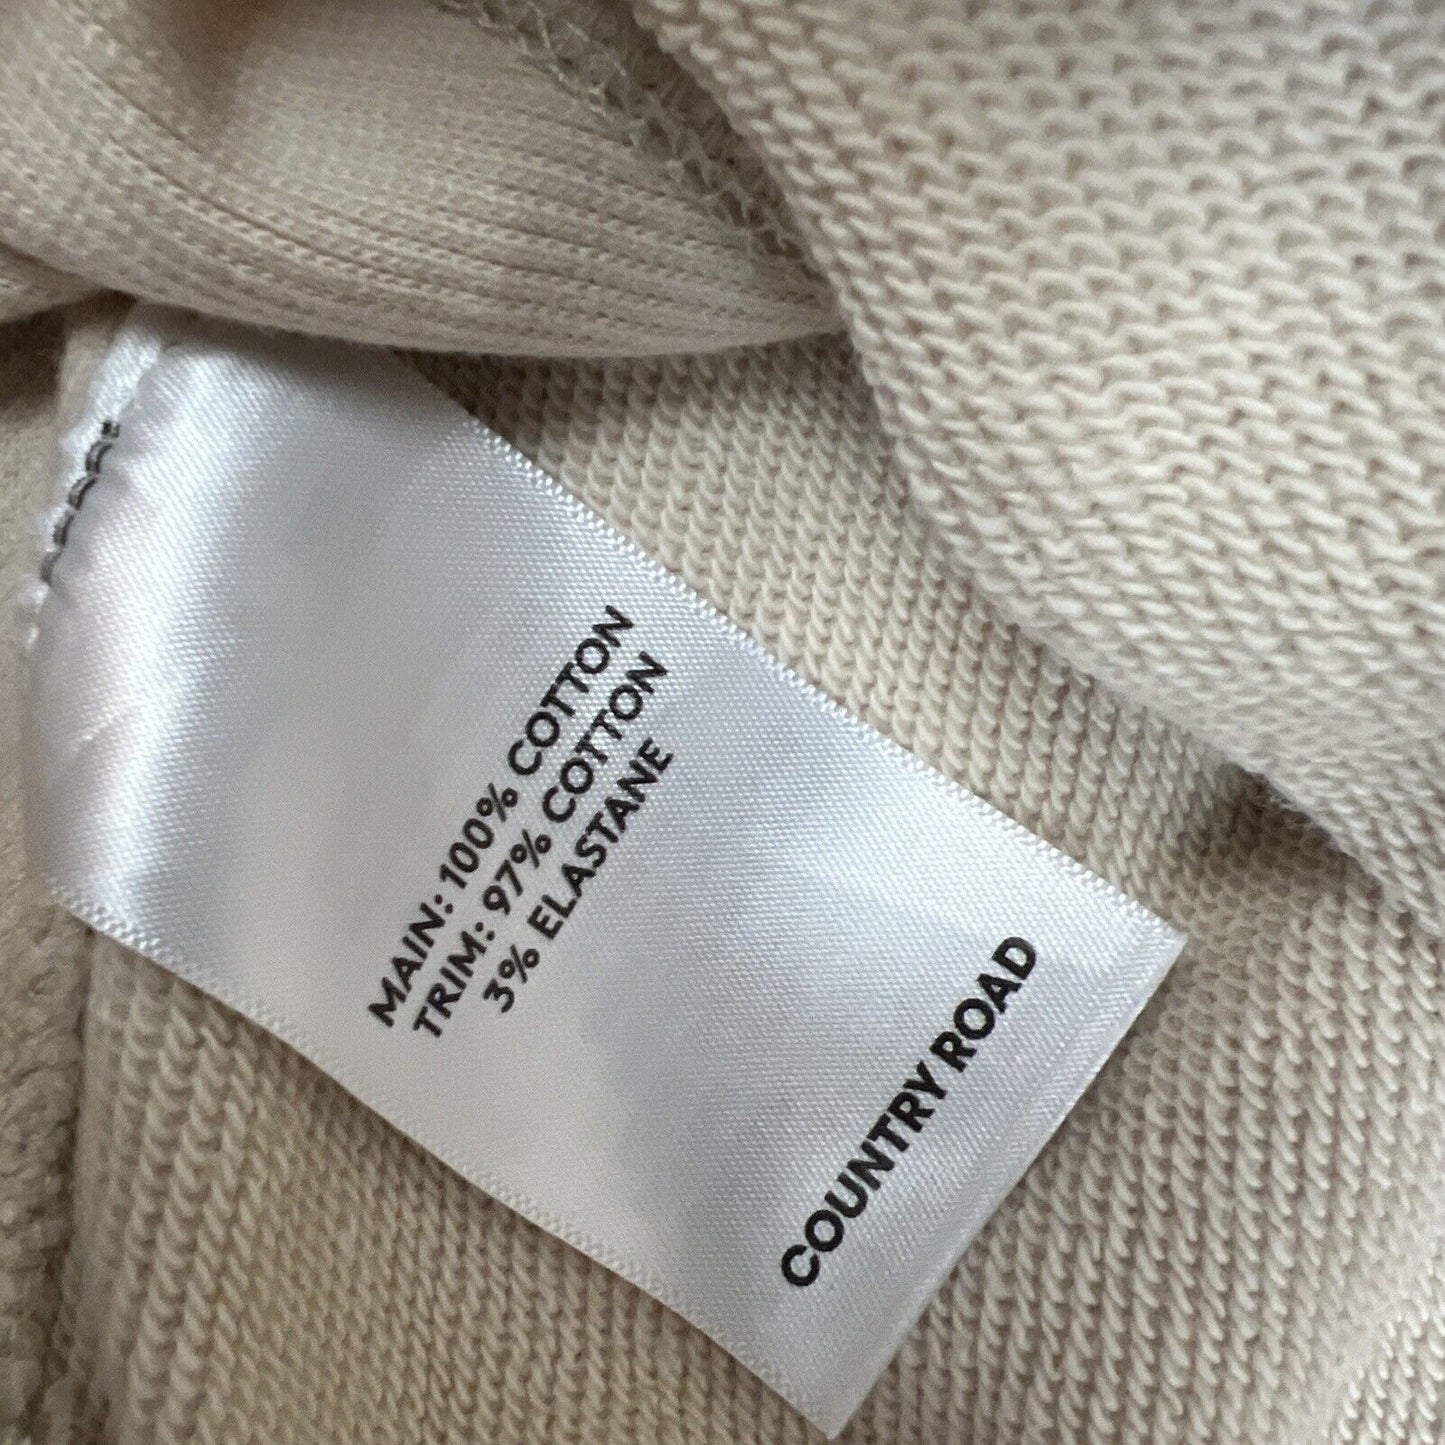 MAIN: 100% COTTON
TRIM: 97% COTTON
3% ELASTANE
COUNTRY ROAD